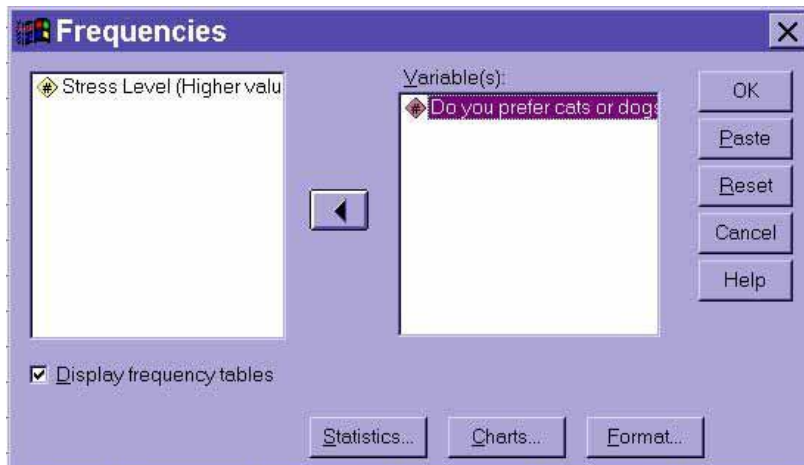 Frequencies
Stress Level (Higher valu
Variable(s):
Do you prefer cats or dogs
OK
Paste
Reset
Cancel
Help
Display frequency tables
Statistics...
Charts...
Format...